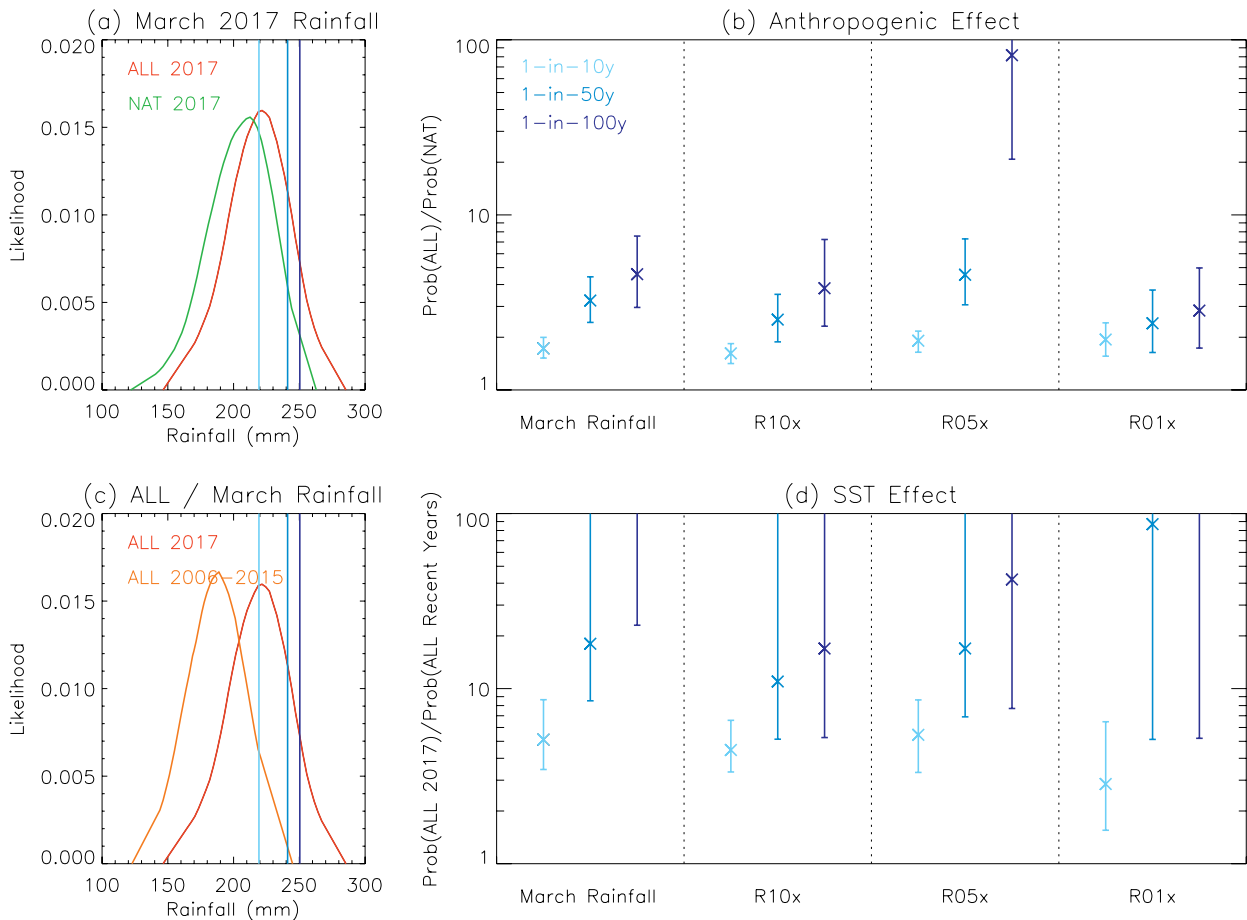 (a) March 2017 Rainfall
0.020
0.015
0.010
0.005
0.000
Likelihood
ALL 2017
NAT 2017
100 150 200 250 300
Rainfall (mm)
(b) Anthropogenic Effect
100
10
1
Prob(ALL)/Prob(NAT)
1-in-10y
1-in-50y
1-in-100y
March Rainfall R10x R05x R01x
(c) ALL / March Rainfall
0.020
0.015
0.010
0.005
0.000
Likelihood
ALL 2017
ALL 2006-2015
100 150 200 250 300
Rainfall (mm)
(d) SST Effect
100
10
1
Prob(ALL 2017)/Prob(ALL Recent Years)
March Rainfall R10x R05x R01x